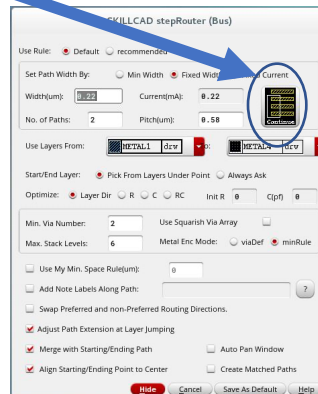 SKILLCAD stepRouter (Bus)
Use Rule: Default recommended
Set Path Width By: Min Width Fixed Width Current
Width(um): 0.22 Current(mA): 0.22
No. of Paths: 2 Pitch(um): 0.58
Continue
Use Layers From: METAL1 drw o: METAL4 drw
Start/End Layer: Pick From Layers Under Point Always Ask
Optimize: Layer Dir R C RC Init R 0 C(pf) 0
Min. Via Number: 2 Use Squarish Via Array
Max. Stack Levels: 6 Metal Enc Mode: viaDef minRule
Use My Min. Space Rule(um): 0
Add Note Labels Along Path: ?
Swap Preferred and non-Preferred Routing Directions.
Adjust Path Extension at Layer Jumping
Merge with Starting/Ending Path Auto Pan Window
Align Starting/Ending Point to Center Create Matched Paths
Hide Cancel Save As Default Help